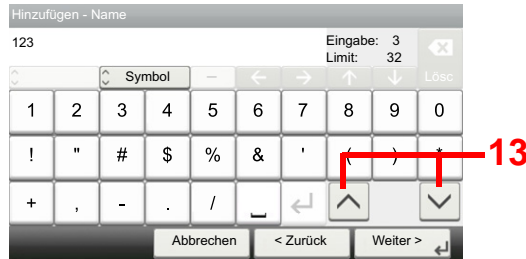 Hinzufügen - Name
123
Eingabe: 3
Limit: 32
Symbol
Lösc
1 2 3 4 5 6 7 8 9 0
! " # $ % & ' ( ) *
13
+ , - . / _
Abbrechen < Zurück Weiter >